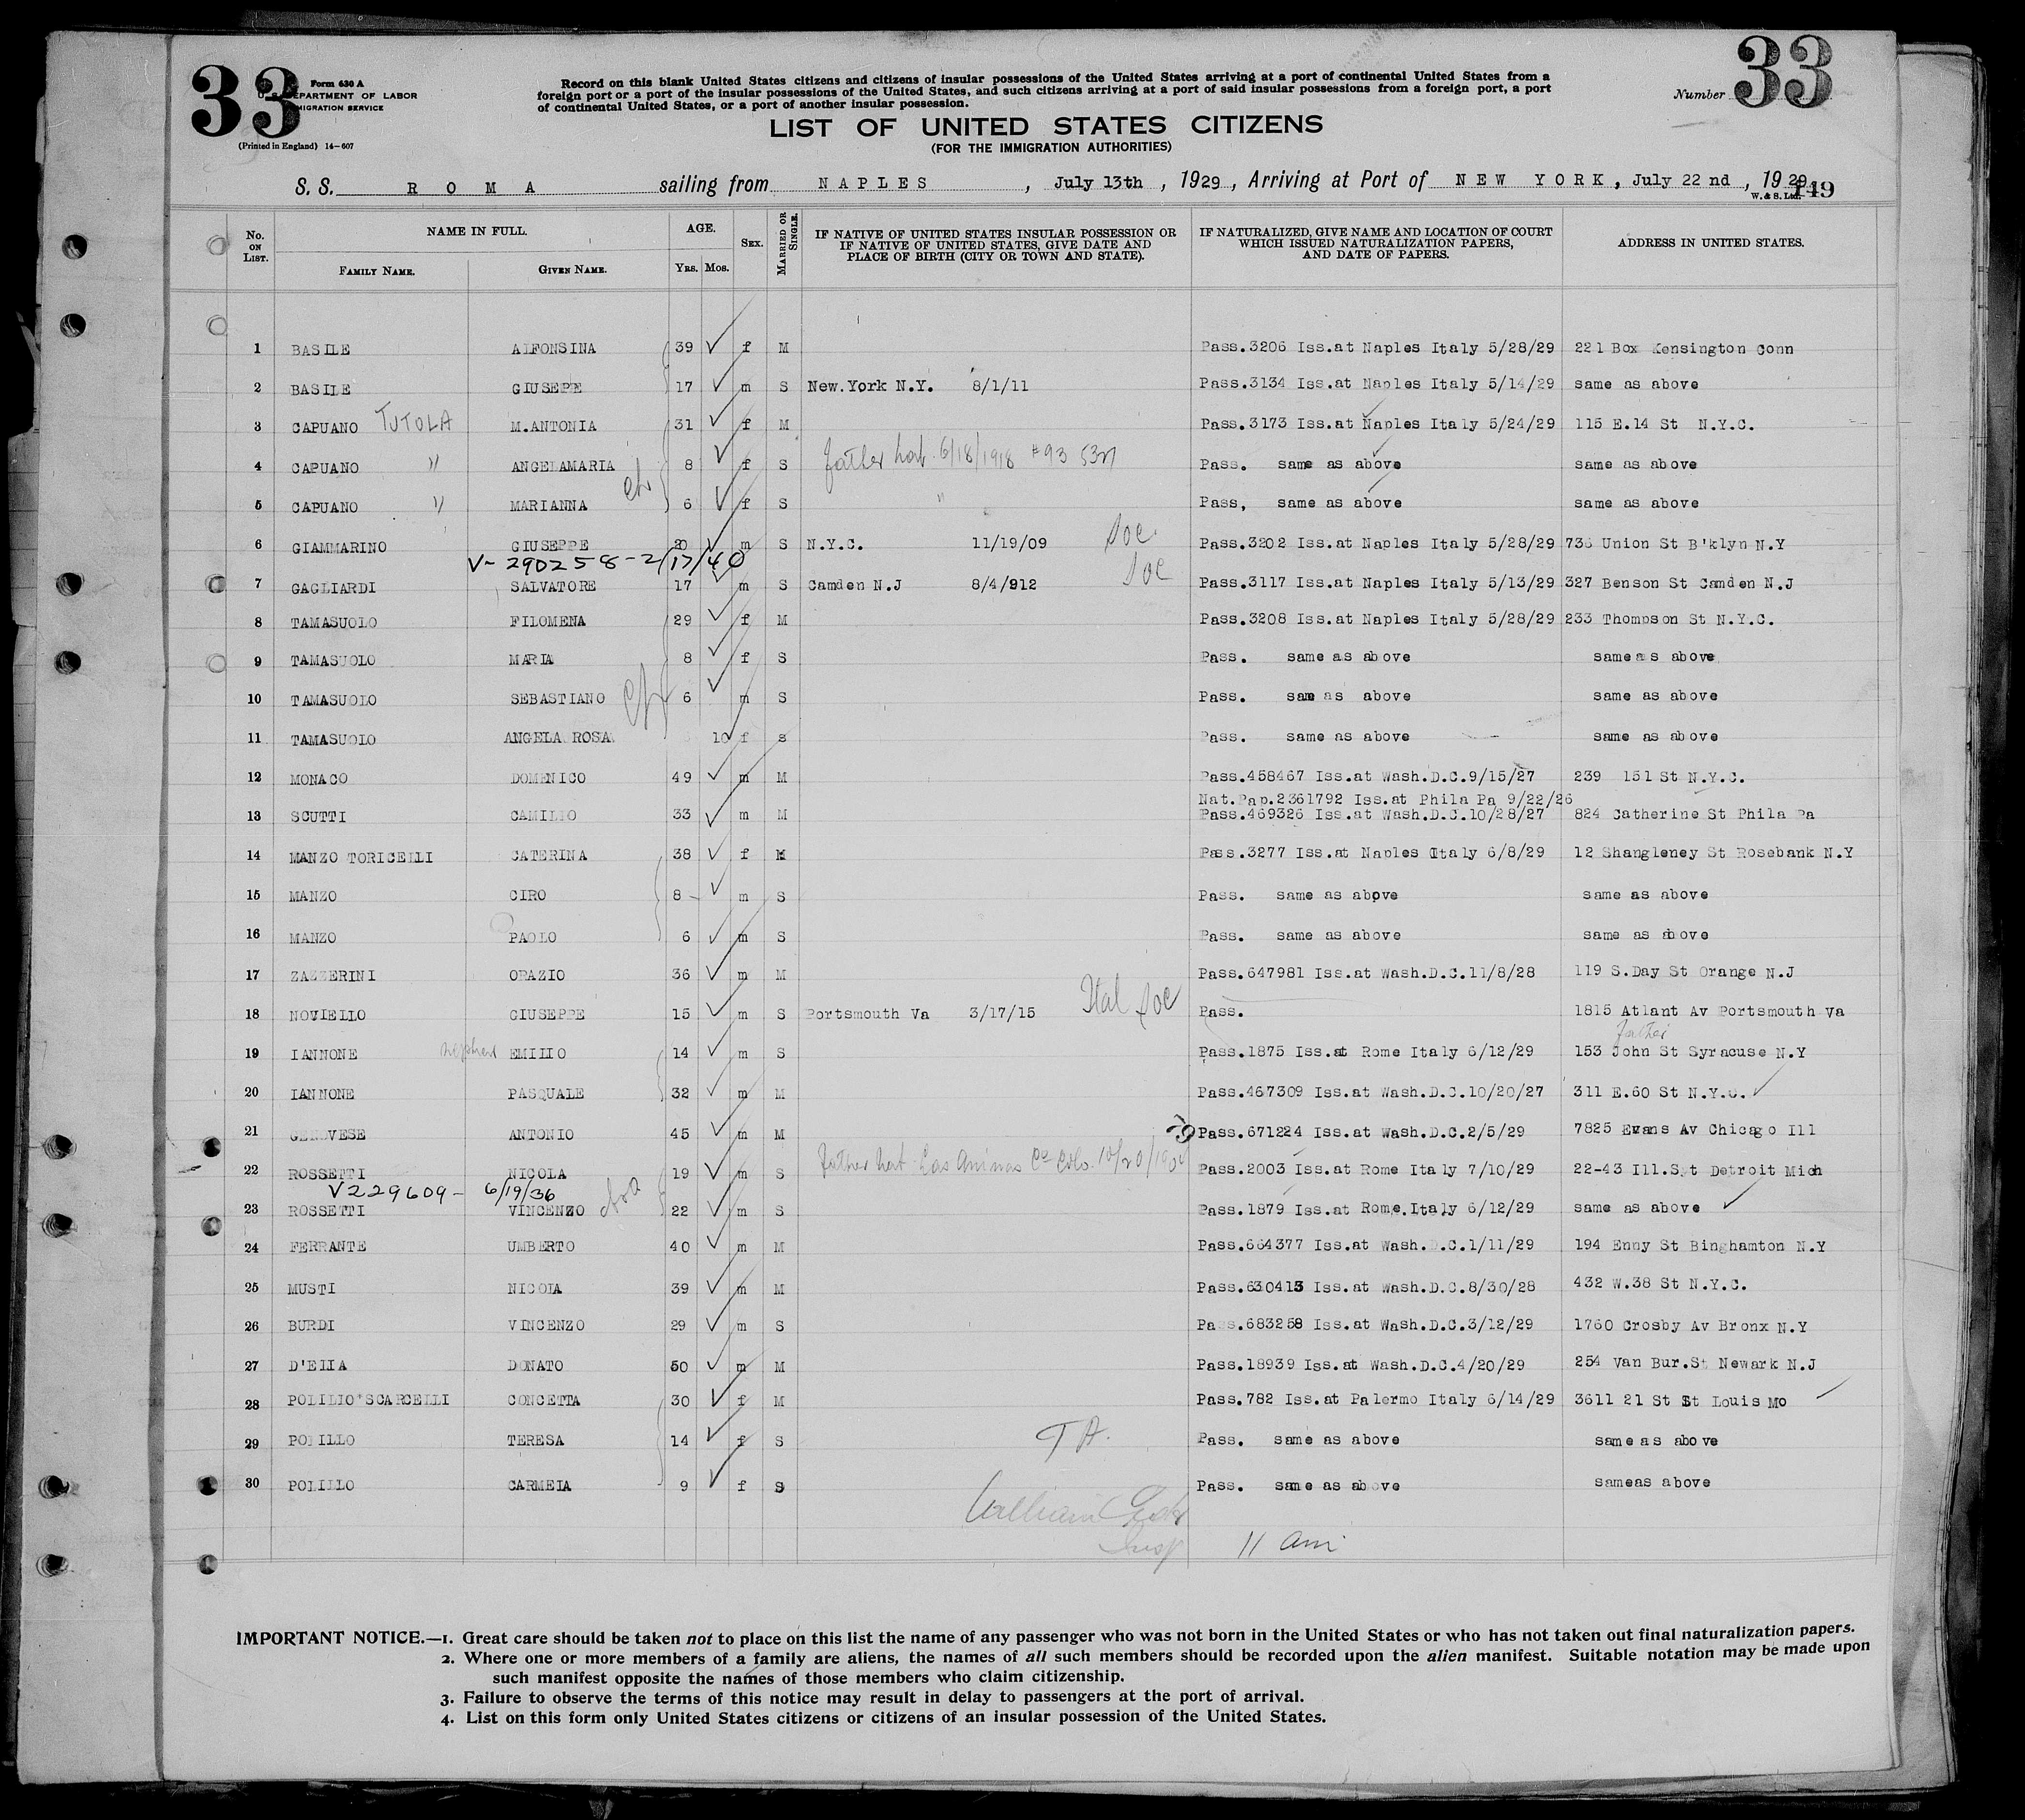 33
Form 630 A
U. S. DEPARTMENT OF LABOR
IMMIGRATION SERVICE
(Printed in England) 14-607
Record on this blank United States citizens and citizens of insular possessions of the United States arriving at a port of continental United States from a
foreign port or a port of the insular possessions of the United States, and such citizens arriving at a port of said insular possessions from a foreign port, a port
of continental United States, or a port of another insular possession.
Number 33
LIST OF UNITED STATES CITIZENS
(FOR THE IMMIGRATION AUTHORITIES)
S. S. ROMA sailing from NAPLES, July 13th, 1929, Arriving at Port of NEW YORK, July 22 nd, 1929
W. & S. Ltd. 149
No. ON LIST. NAME IN FULL. AGE. SEX. MARRIED OR SINGLE. IF NATIVE OF UNITED STATES INSULAR POSSESSION OR IF NATIVE OF UNITED STATES, GIVE DATE AND PLACE OF BIRTH (CITY OR TOWN AND STATE). IF NATURALIZED, GIVE NAME AND LOCATION OF COURT WHICH ISSUED NATURALIZATION PAPERS, AND DATE OF PAPERS. ADDRESS IN UNITED STATES.
FAMILY NAME. GIVEN NAME. YRS. MOS.
1 BASILE ALFONSINA 39 f M Pass.3206 Iss.at Naples Italy 5/28/29 221 Box Kensington Conn
2 BASILE GIUSEPE 17 m S New.York N.Y. 8/1/11 Pass.3134 Iss.at Naples Italy 5/14/29 same as above
3 CAPUANO TUTOLA M.ANTONIA 31 f M Pass.3173 Iss.at Naples Italy 5/24/29 115 E.14 St N.Y.C.
4 CAPUANO " ANGELAMARIA 8 f S father nat. 6/18/1918 #93 Pass. same as above same as above
5 CAPUANO " MARIANNA ch 6 f S " Pass, same as above same as above
6 GIAMMARINO GIUSEPPE 20 m S N.Y.C. 11/19/09 Soc. Pass.3202 Iss.at Naples Italy 5/28/29 736 Union St B'klyn N.Y
V-290258-2/17/40
7 GAGLIARDI SALVATORE 17 m S Camden N.J 8/4/912 Soc Pass.3117 Iss.at Naples Italy 5/13/29 327 Benson St Camden N.J
8 TAMASUOLO FILOMENA 29 f M Pass.3208 Iss.at Naples Italy 5/28/29 233 Thompson St N.Y.C.
9 TAMASUOLO MARIA 8 f S Pass. same as above same as above
10 TAMASUOLO SEBASTIANO ch 6 m S Pass. same as above same as above
11 TAMASUOLO ANGELA ROSA 10 f s Pass. same as above same as above
12 MONACO DOMENICO 49 m M Pass.458467 Iss.at Wash.D.C.9/15/27 239 151 St N.Y.C.
Nat.Pap.2361792 Iss.at Phila Pa 9/22/26
13 SCUTTI CAMILLO 33 m M Pass.469326 Iss.at Wash.D.C.10/28/27 824 Catherine St Phila Pa
14 MANZO TORICELLI CATERINA 38 f M Pass.3277 Iss.at Naples Italy 6/8/29 12 Shangleney St Rosebank N.Y
15 MANZO CIRO 8 m S Pass. same as above same as above
16 MANZO PAOLO 6 m S Pass. same as above same as above
17 ZAZZERINI ORAZIO 36 m M Pass.647981 Iss.at Wash.D.C.11/8/28 119 S.Day St Orange N.J
18 NOVIELLO GIUSEPPE 15 m S Portsmouth Va 3/17/15 Ital Soc Pass. 1815 Atlant Av Portsmouth Va
father
19 IANNONE nephew EMILIO 14 m S Pass.1875 Iss.at Rome Italy 6/12/29 153 John St Syracuse N.Y
20 IANNONE PASQUALE 32 m M Pass.467309 Iss.at Wash.D.C.10/20/27 311 E.60 St N.Y.C.
21 GENOVESE ANTONIO 45 m M Pass.671224 Iss.at Wash.D.C.2/5/29 7825 Evans Av Chicago Ill
22 ROSSETTI NICOLA 19 m S father nat. Las Animas Co Colo. Pass.2003 Iss.at Rome Italy 7/10/29 22-43 Ill.S.t Detroit Mich
V229609- 6/19/36
23 ROSSETTI VINCENZO 22 m S Pass.1879 Iss.at Rome.Italy 6/12/29 same as above
24 FERRANTE UMBERTO 40 m M Pass.664377 Iss.at Wash.D.C.1/11/29 194 Enny St Binghamton N.Y
25 MUSTI NICOLA 39 m M Pass.630413 Iss.at Wash.D.C.8/30/28 432 W.38 St N.Y.C.
26 BURDI VINCENZO 29 m S Pass.683258 Iss.at Wash.D.C.3/12/29 1760 Crosby Av Bronx N.Y
27 D'ELIA DONATO 50 m M Pass.18939 Iss.at Wash.D.C.4/20/29 254 Van Bur.St Newark N.J
28 POLILIO*SCARCELLI CONCETTA 30 f M Pass.782 Iss.at Palermo Italy 6/14/29 3611 21 St St Louis Mo
29 POLILLO TERESA 14 f S Pass. same as above same as above
30 POLILLO CARMELA 9 f S Pass. same as above sameas above
William
Insp 11 am
IMPORTANT NOTICE.—1. Great care should be taken not to place on this list the name of any passenger who was not born in the United States or who has not taken out final naturalization papers.
2. Where one or more members of a family are aliens, the names of all such members should be recorded upon the alien manifest. Suitable notation may be made upon
such manifest opposite the names of those members who claim citizenship.
3. Failure to observe the terms of this notice may result in delay to passengers at the port of arrival.
4. List on this form only United States citizens or citizens of an insular possession of the United States.